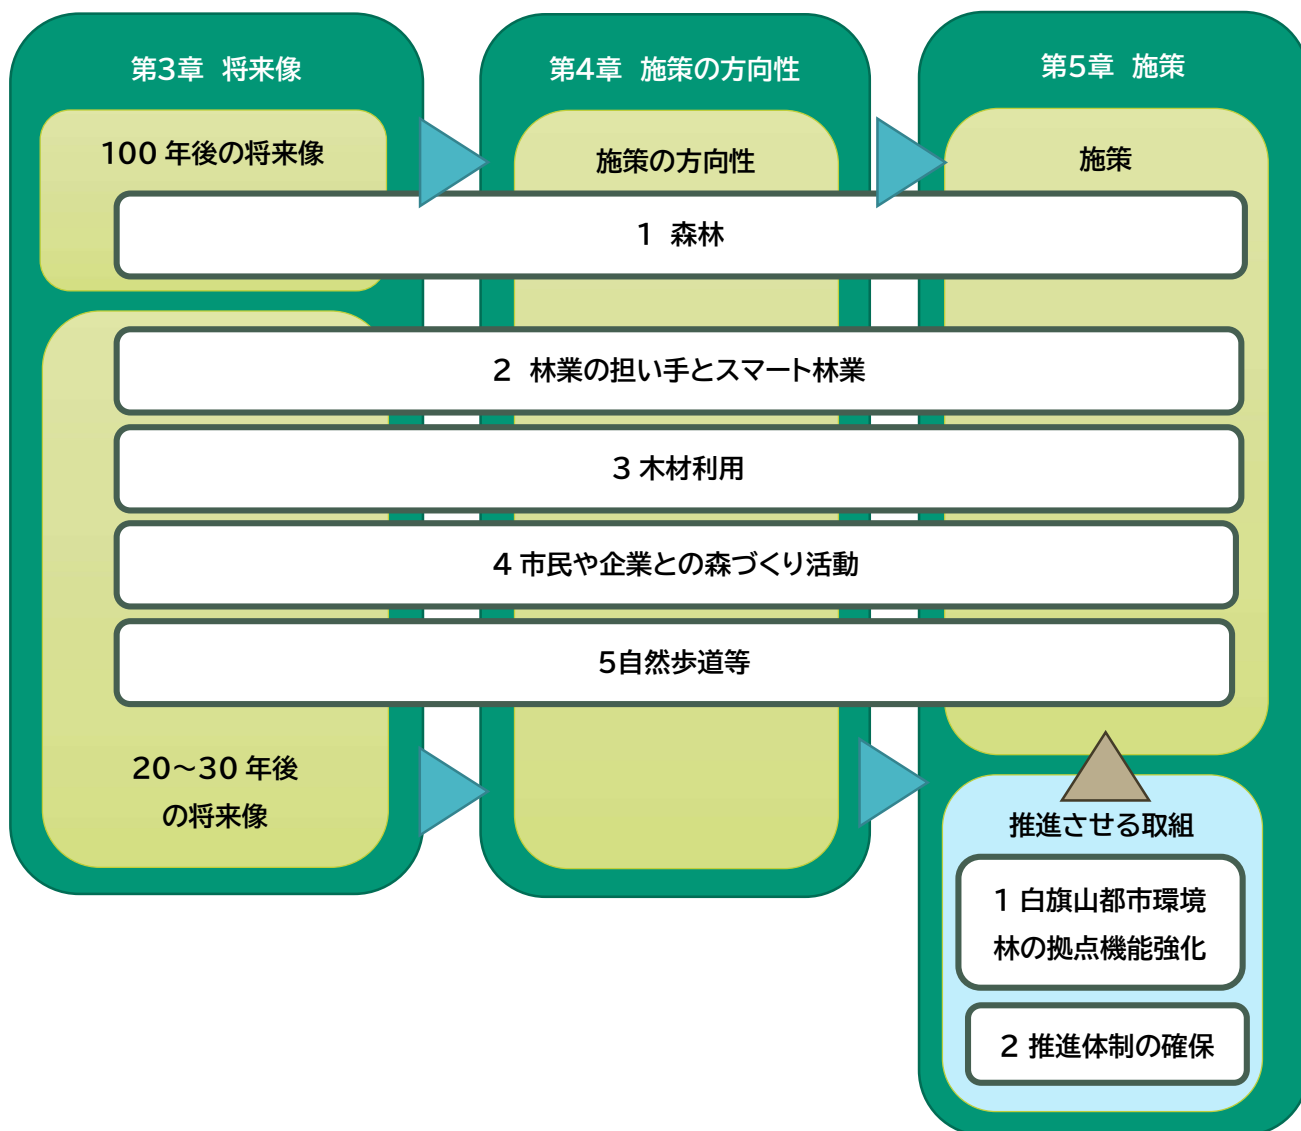 第3章 将来像
第4章 施策の方向性
第5章 施策
100 年後の将来像
施策の方向性
施策
1 森林
2 林業の担い手とスマート林業
3 木材利用
4 市民や企業との森づくり活動
5自然歩道等
20～30 年後
の将来像
推進させる取組
1 白旗山都市環境
林の拠点機能強化
2 推進体制の確保